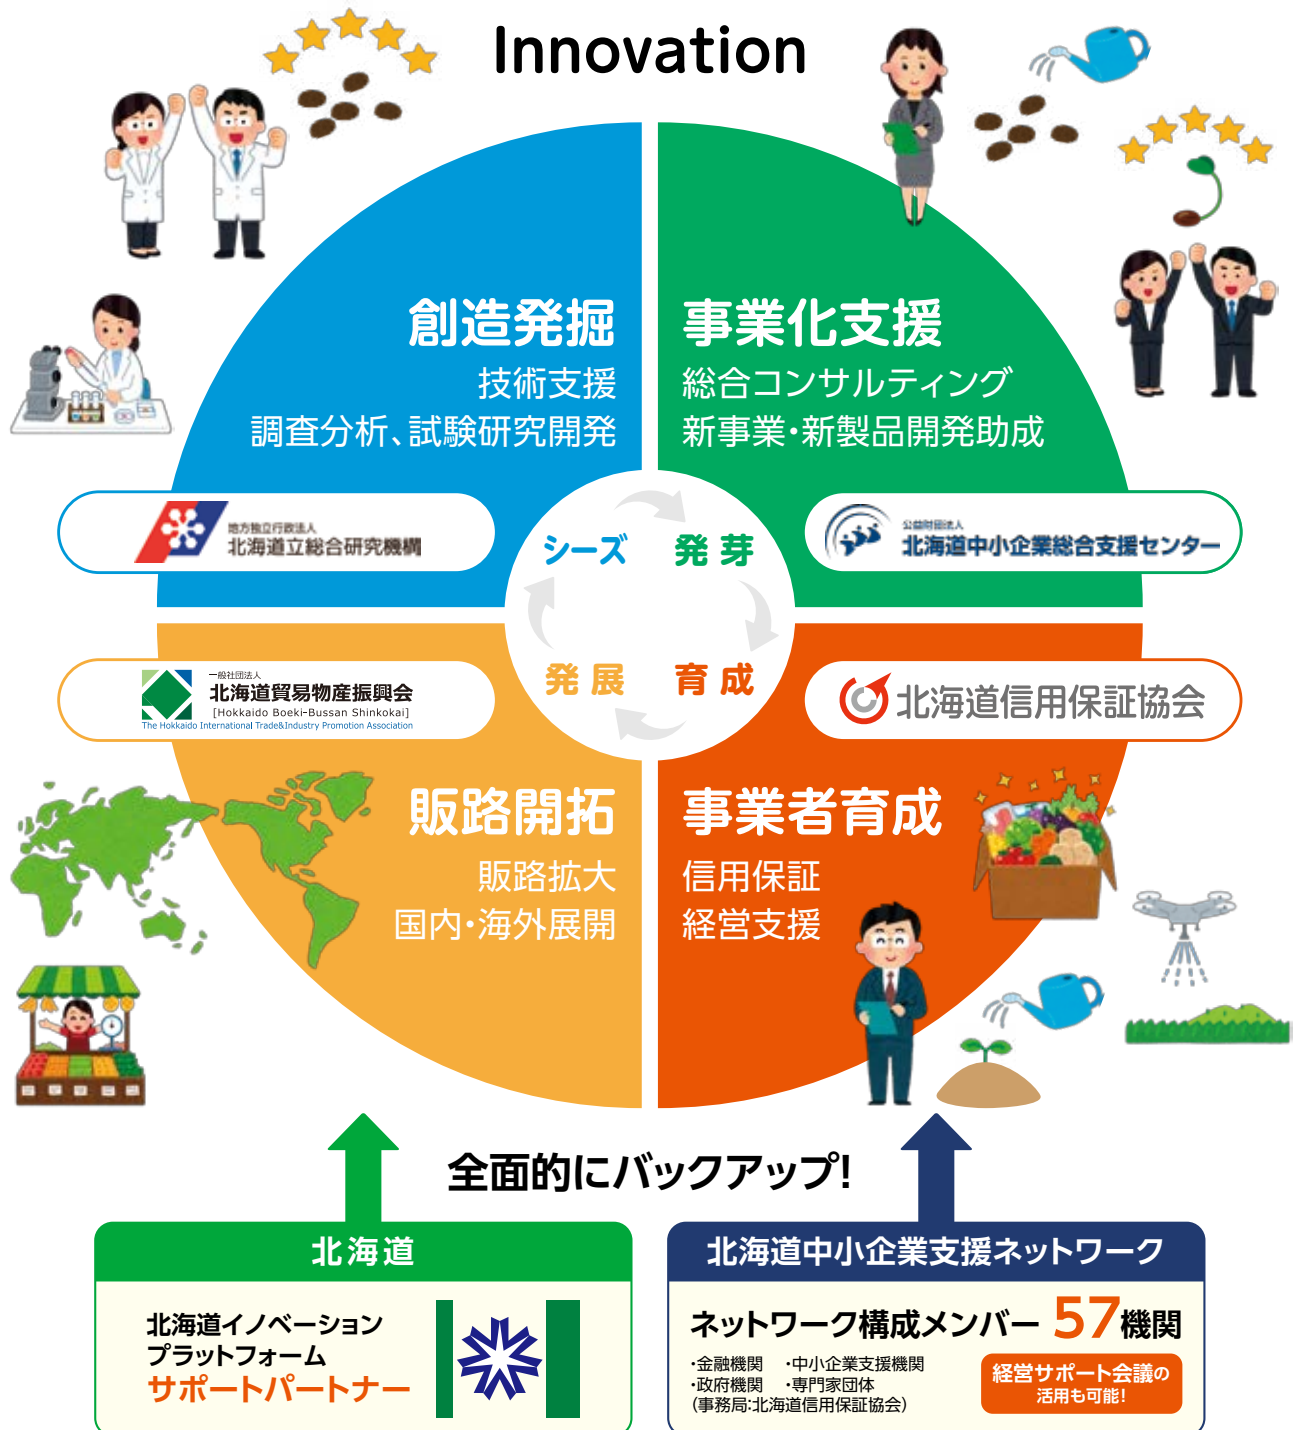 Innovation
創造発掘
技術支援
調査分析、試験研究開発
地方独立行政法人
北海道立総合研究機構
事業化支援
総合コンサルティング
新事業・新製品開発助成
公益財団法人
北海道中小企業総合支援センター
シーズ
発芽
発展
育成
一般社団法人
北海道貿易物産振興会
[Hokkaido Boeki-Bussan Shinkokai]
The Hokkaido International Trade&Industry Promotion Association
販路開拓
販路拡大
国内・海外展開
北海道信用保証協会
事業者育成
信用保証
経営支援
全面的にバックアップ!
北海道
北海道イノベーション
プラットフォーム
サポートパートナー
北海道中小企業支援ネットワーク
ネットワーク構成メンバー 57機関
・金融機関 ・中小企業支援機関
・政府機関 ・専門家団体
(事務局:北海道信用保証協会)
経営サポート会議の
活用も可能!